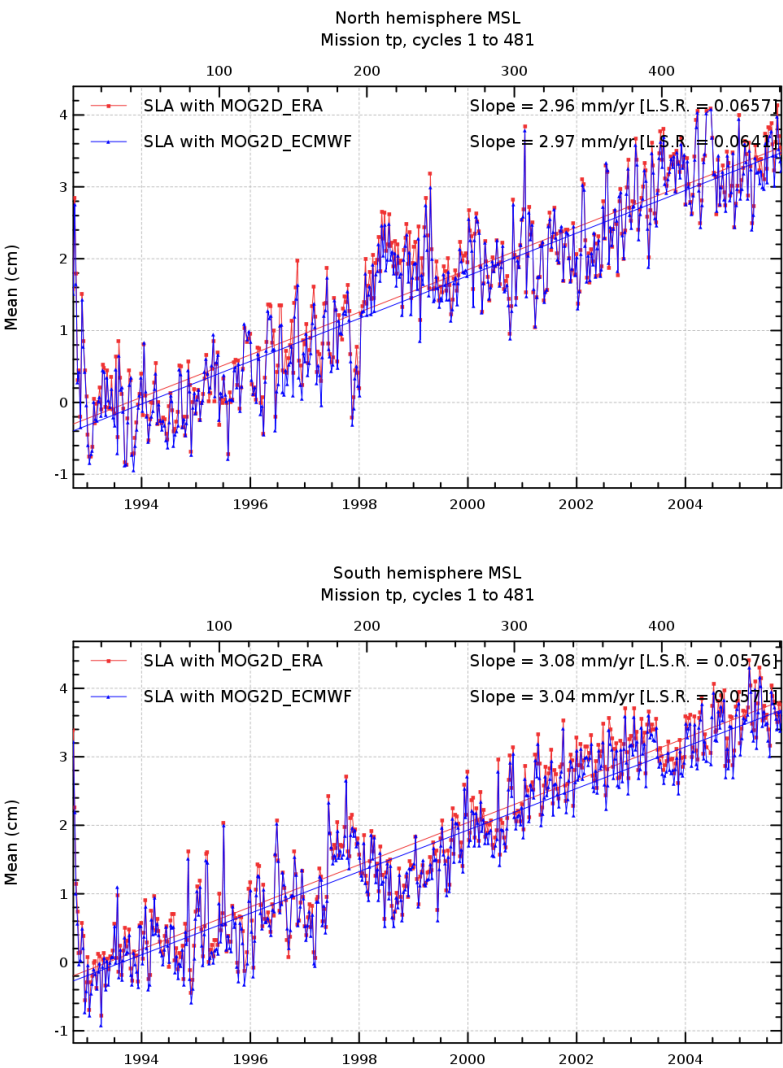 North hemisphere MSL
Mission tp, cycles 1 to 481
100 200 300 400
SLA with MOG2D_ERA Slope = 2.96 mm/yr [L.S.R. = 0.0657]
SLA with MOG2D_ECMWF Slope = 2.97 mm/yr [L.S.R. = 0.0641]
Mean (cm)
4
3
2
1
0
-1
1994 1996 1998 2000 2002 2004
South hemisphere MSL
Mission tp, cycles 1 to 481
100 200 300 400
SLA with MOG2D_ERA Slope = 3.08 mm/yr [L.S.R. = 0.0576]
SLA with MOG2D_ECMWF Slope = 3.04 mm/yr [L.S.R. = 0.0571]
Mean (cm)
4
3
2
1
0
-1
1994 1996 1998 2000 2002 2004